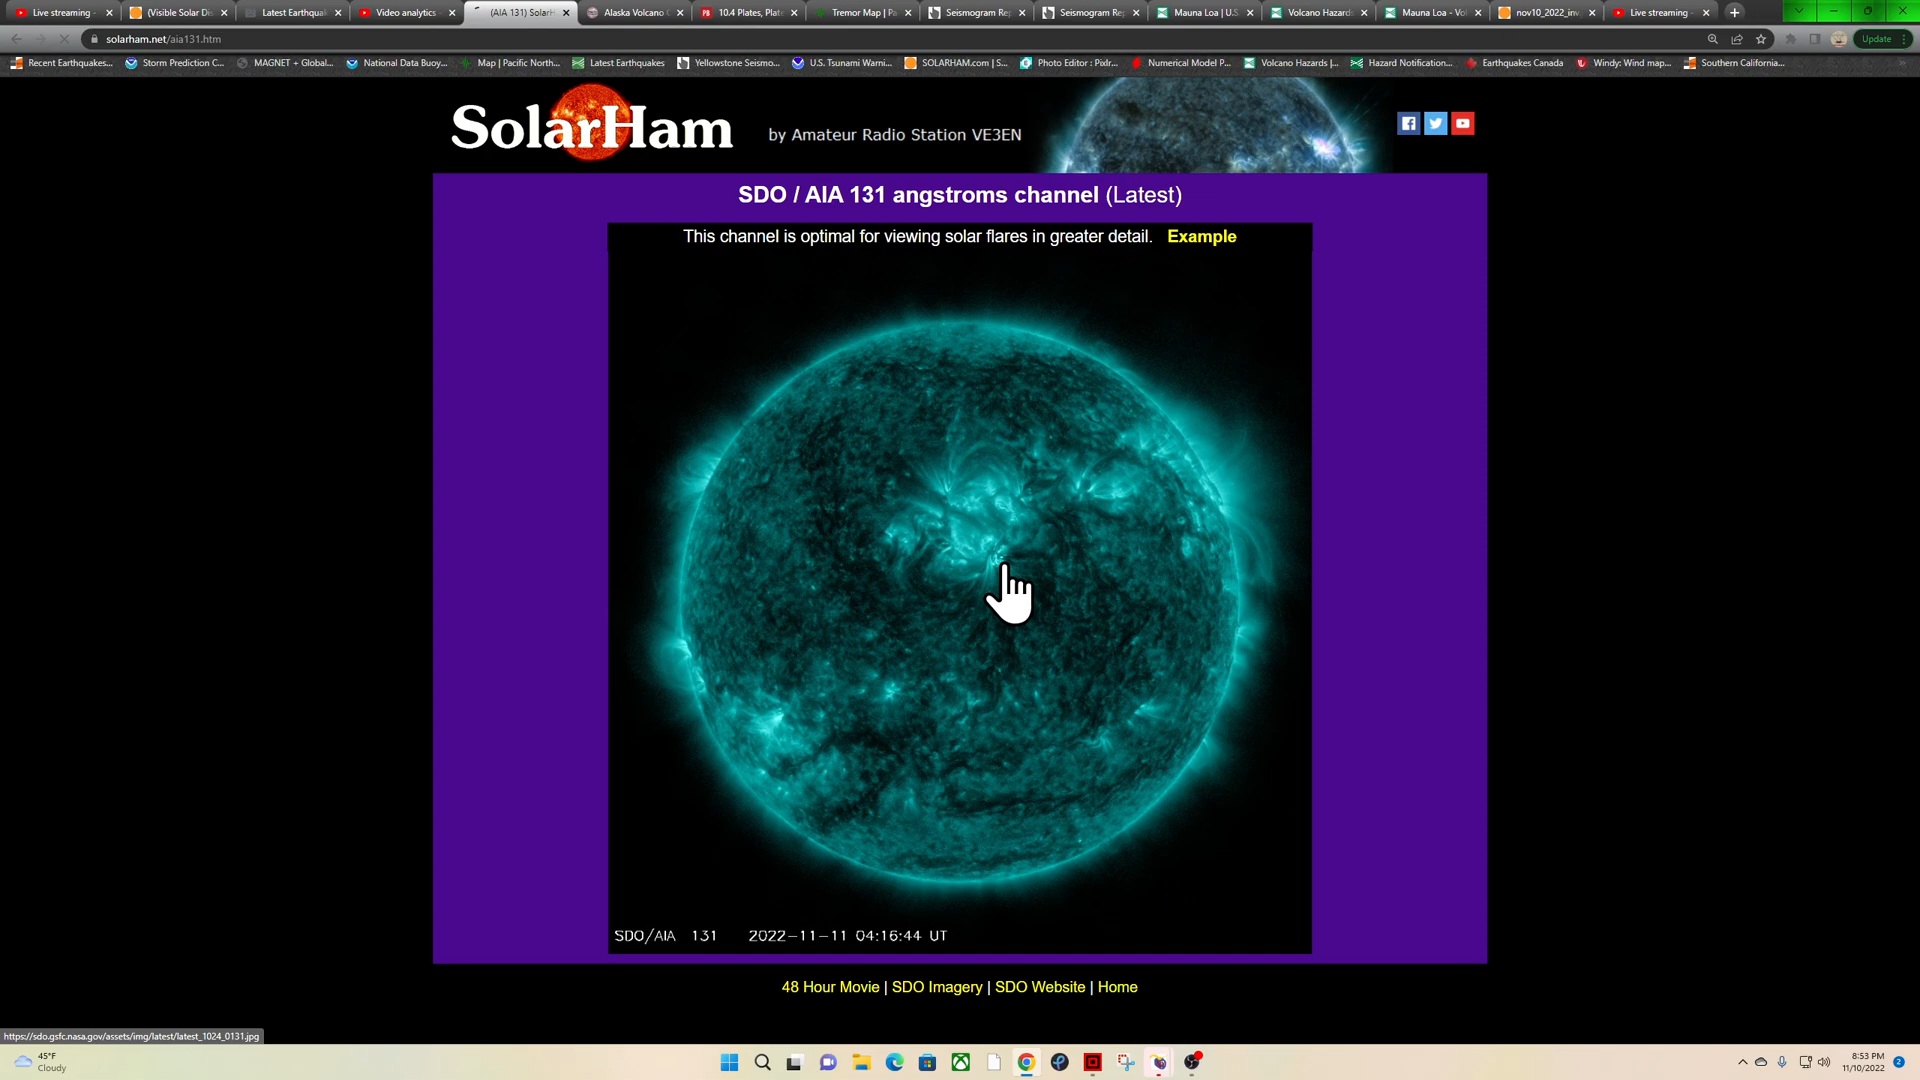 Live streaming -
(Visible Solar Di
Latest Earthqua
Video analytics
(AIA 131) SolarH
Alaska Volcano
10.4 Plates, Plat
Tremor Map | Pa
Seismogram Re
Seismogram Re
Mauna Loa | U.S
Volcano Hazard
Mauna Loa - Vo
nov10_2022_inv
Live streaming -
solarham.net/aia131.htm
Update
Recent Earthquakes...
Storm Prediction C...
MAGNET + Global...
National Data Buoy...
Map | Pacific North...
Latest Earthquakes
Yellowstone Seismo...
U.S. Tsunami Warni...
SOLARHAM.com | S...
Photo Editor : Pixlr...
Numerical Model P...
Volcano Hazards |...
Hazard Notification...
Earthquakes Canada
Windy: Wind map...
Southern California...
SolarHam
by Amateur Radio Station VE3EN
SDO / AIA 131 angstroms channel (Latest)
This channel is optimal for viewing solar flares in greater detail. Example
SDO/AIA 131 2022-11-11 04:16:44 UT
48 Hour Movie | SDO Imagery | SDO Website | Home
https://sdo.gsfc.nasa.gov/assets/img/latest/latest_1024_0131.jpg
45°F
Cloudy
8:53 PM
11/10/2022
2